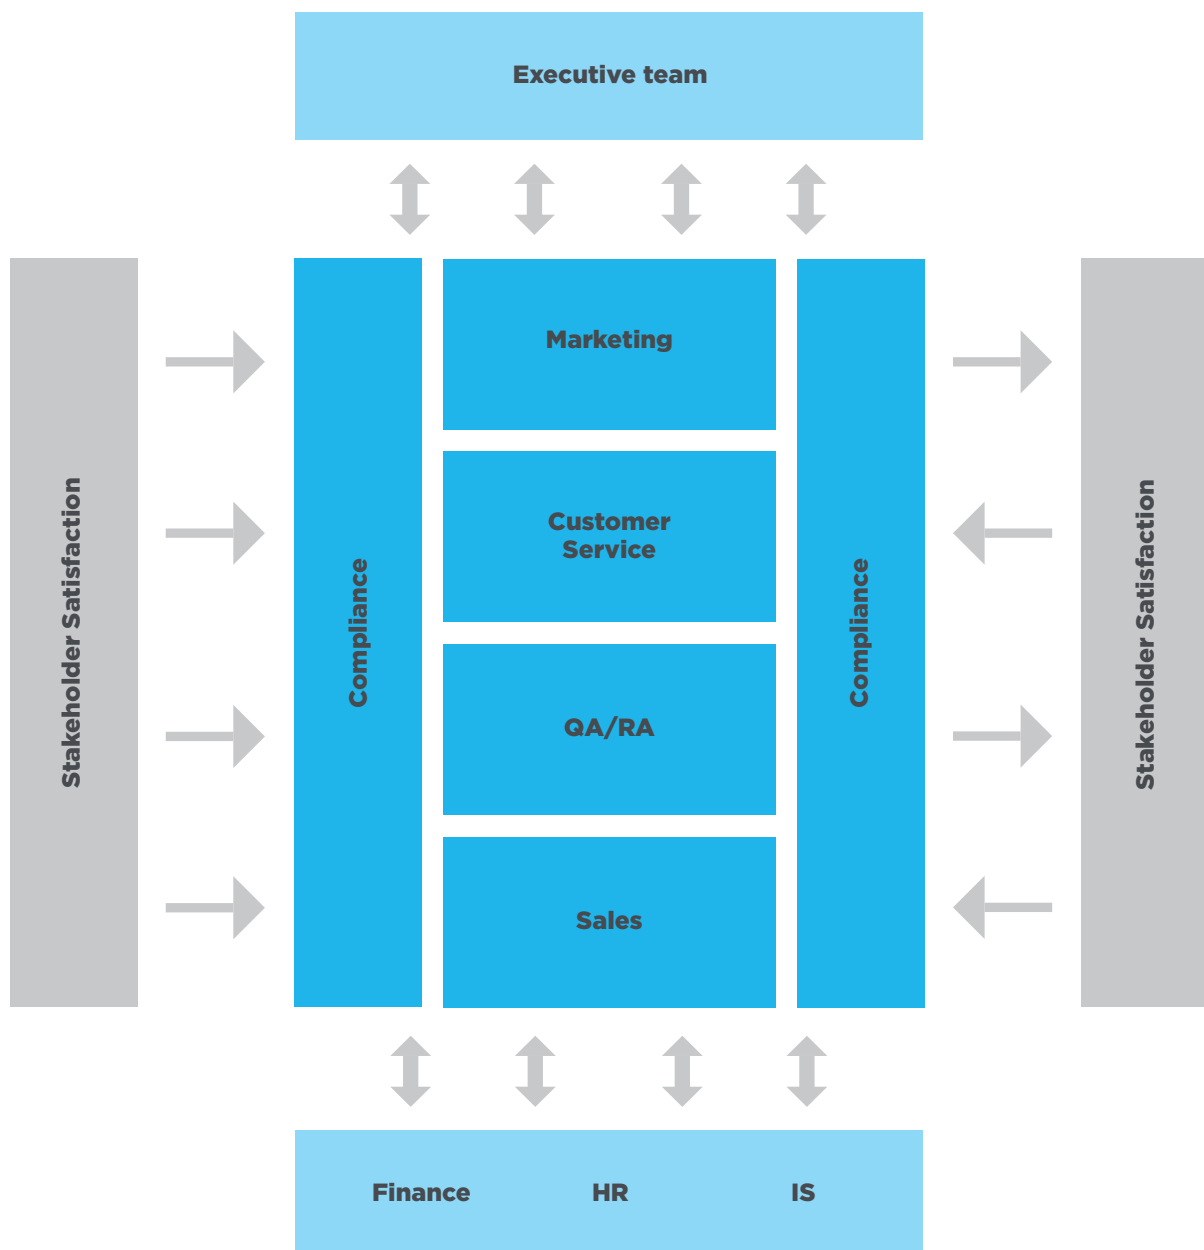 Executive team
Stakeholder Satisfaction
Compliance
Marketing
Customer
Service
QA/RA
Sales
Compliance
Stakeholder Satisfaction
Finance
HR
IS